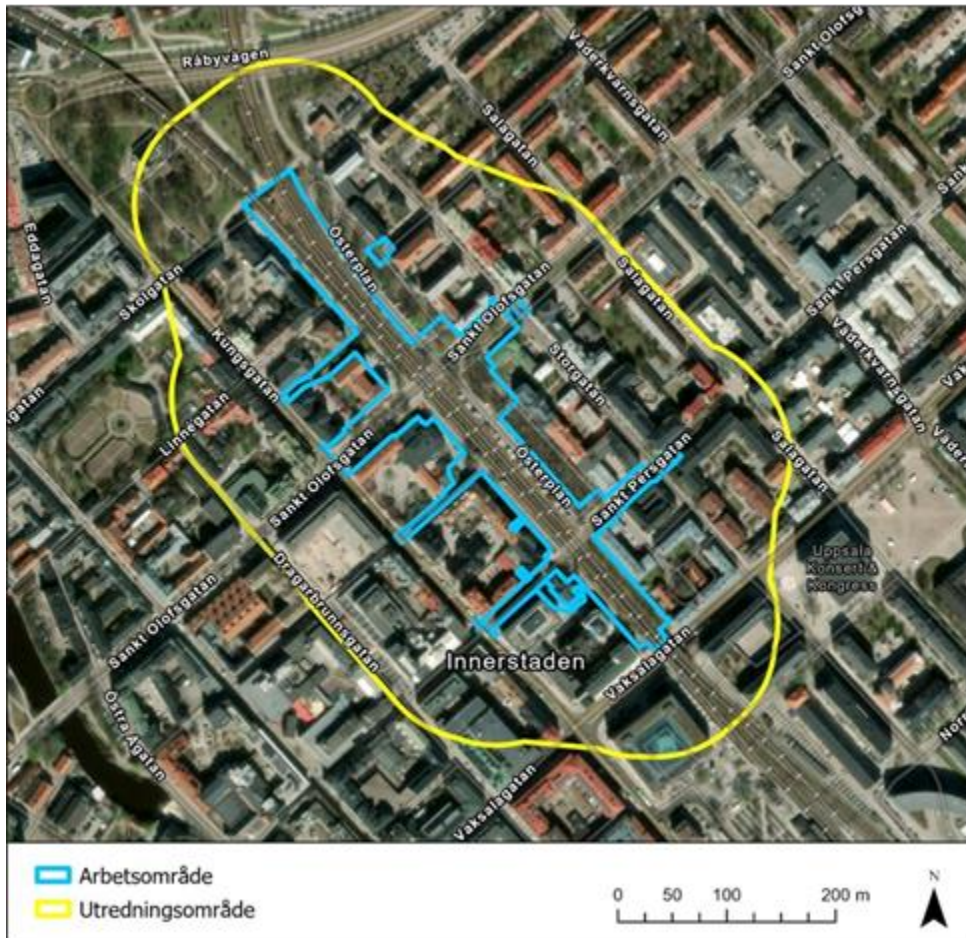 Råbyvägen
Vaderkvarnsgatan
Sankt Olofsgatan
Salagatan
Eddagatan
Skolgatan
Österplan
Sankt Olofsgatan
Salagatan
Sankt Persgatan
Kungsgatan
Storgatan
Vaderkvarnsgatan
Linnégatan
Sankt Olofsgatan
Österplan
Sankt Persgatan
Salagatan
Uppsala
Konsert &
Kongress
Dragarbrunnsgatan
Sankt Olofsgatan
Innerstaden
Vaksalagatan
Östra Ågatan
Vaksalagatan
Arbetsområde
Utredningsområde
0 50 100 200 m
N